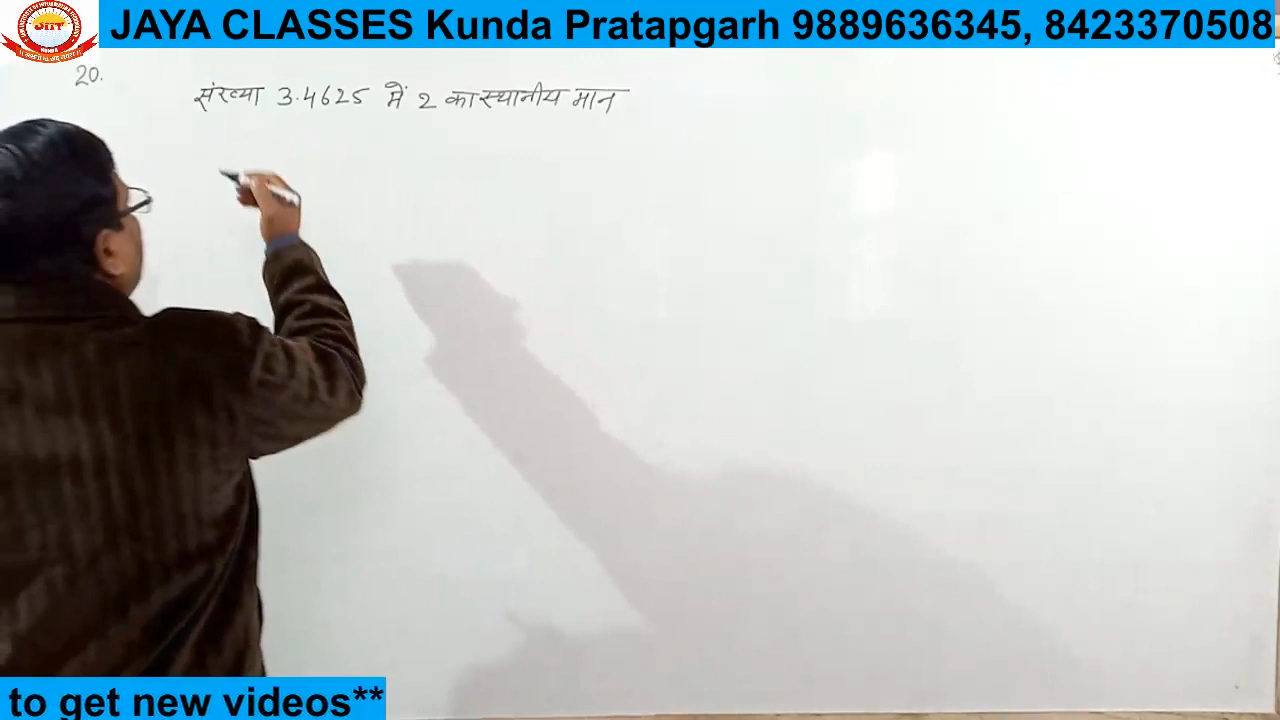 JAYA CLASSES Kunda Pratapgarh 9889636345, 8423370508
20.
संख्या 3.4625 में 2 का स्थानीय मान
to get new videos**